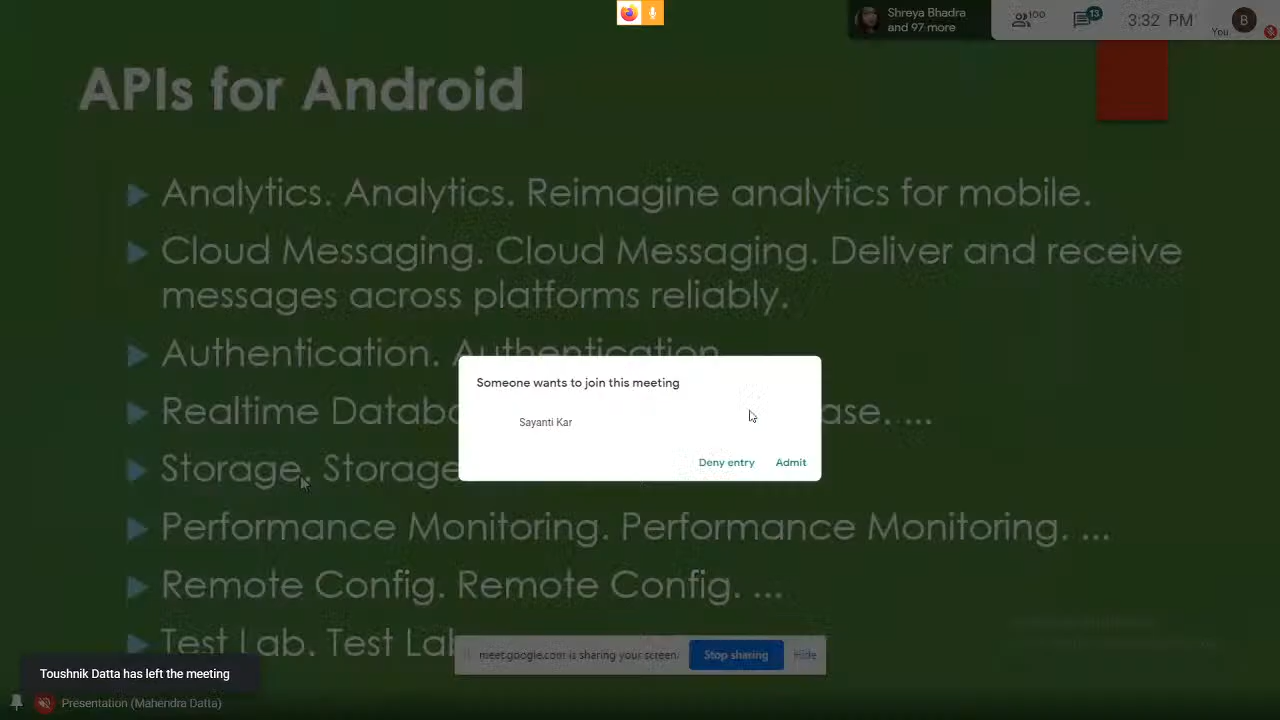 Shreya Bhadra
and 97 more
100
13
3:32 PM
You
B
APIs for Android
Analytics. Analytics. Reimagine analytics for mobile.
Cloud Messaging. Cloud Messaging. Deliver and receive
messages across platforms reliably.
Authentication. Authentication.
Realtime
Storage. Storage
Performance Monitoring. Performance Monitoring. ...
Remote Config. Remote Config. ...
Test Lab. Test
Someone wants to join this meeting
Sayanti Kar
Deny entry Admit
meet.google.com is sharing your screen. Stop sharing Hide
Toushnik Datta has left the meeting
Presentation (Mahendra Datta)